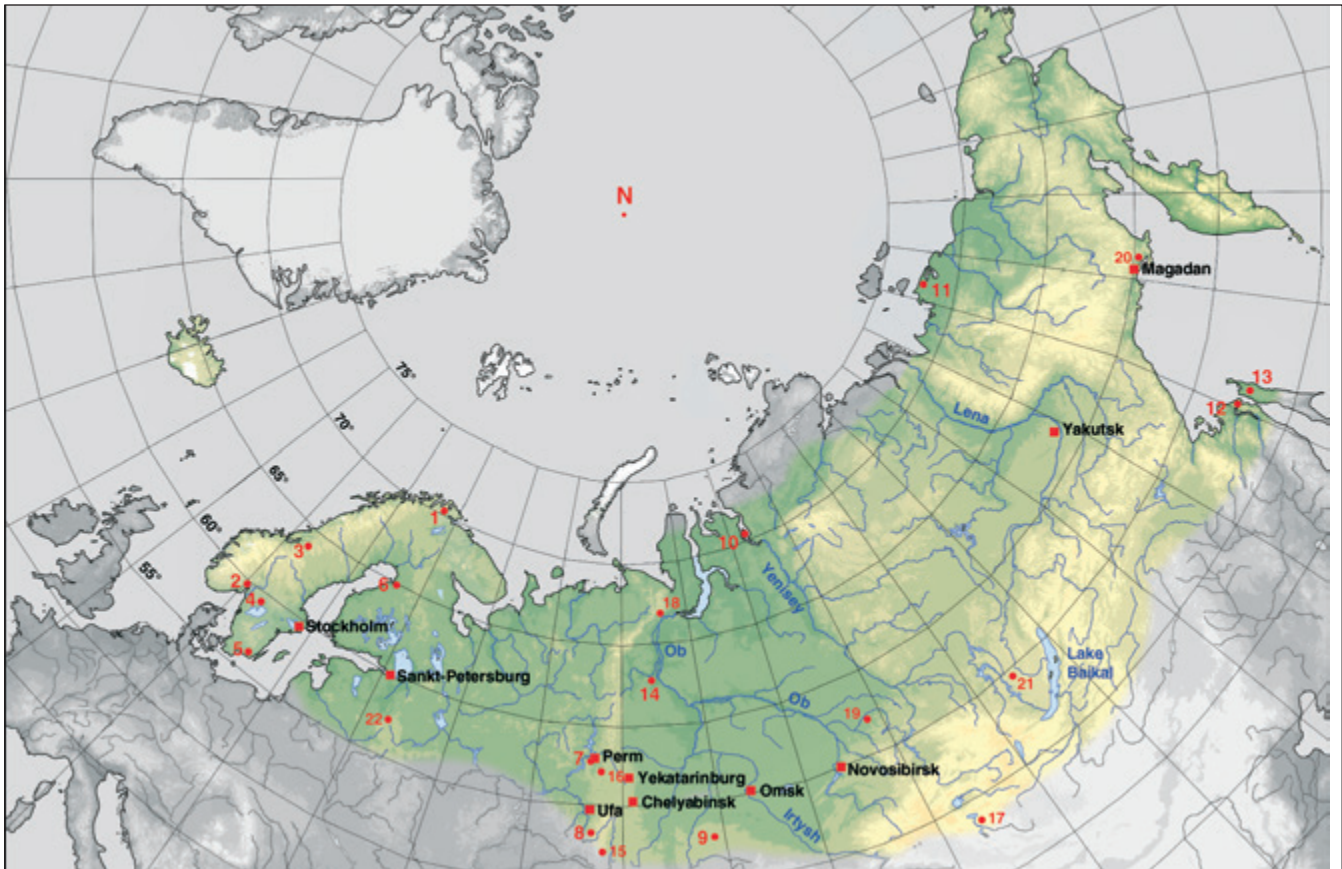 N
20
Magadan
11
13
12
75°
Lena
Yakutsk
70°
65°
1
60°
3
10
Yenisey
55°
2
6
4
18
Stockholm
5
Ob
Lake
Baikal
Sankt-Petersburg
14
21
Ob
22
19
7
Perm
16
Yekatarinburg
Novosibirsk
Omsk
Chelyabinsk
Ufa
Irtysh
17
8
9
15